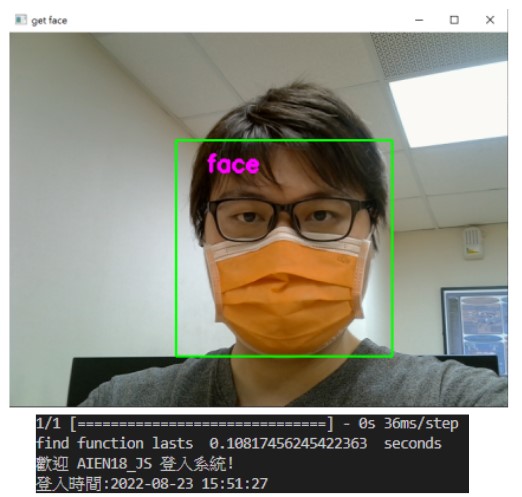 get face
face
1/1 [==============================] - 0s 36ms/step
find function lasts  0.10817456245422363  seconds
歡迎 AIEN18_JS 登入系統!
登入時間:2022-08-23 15:51:27